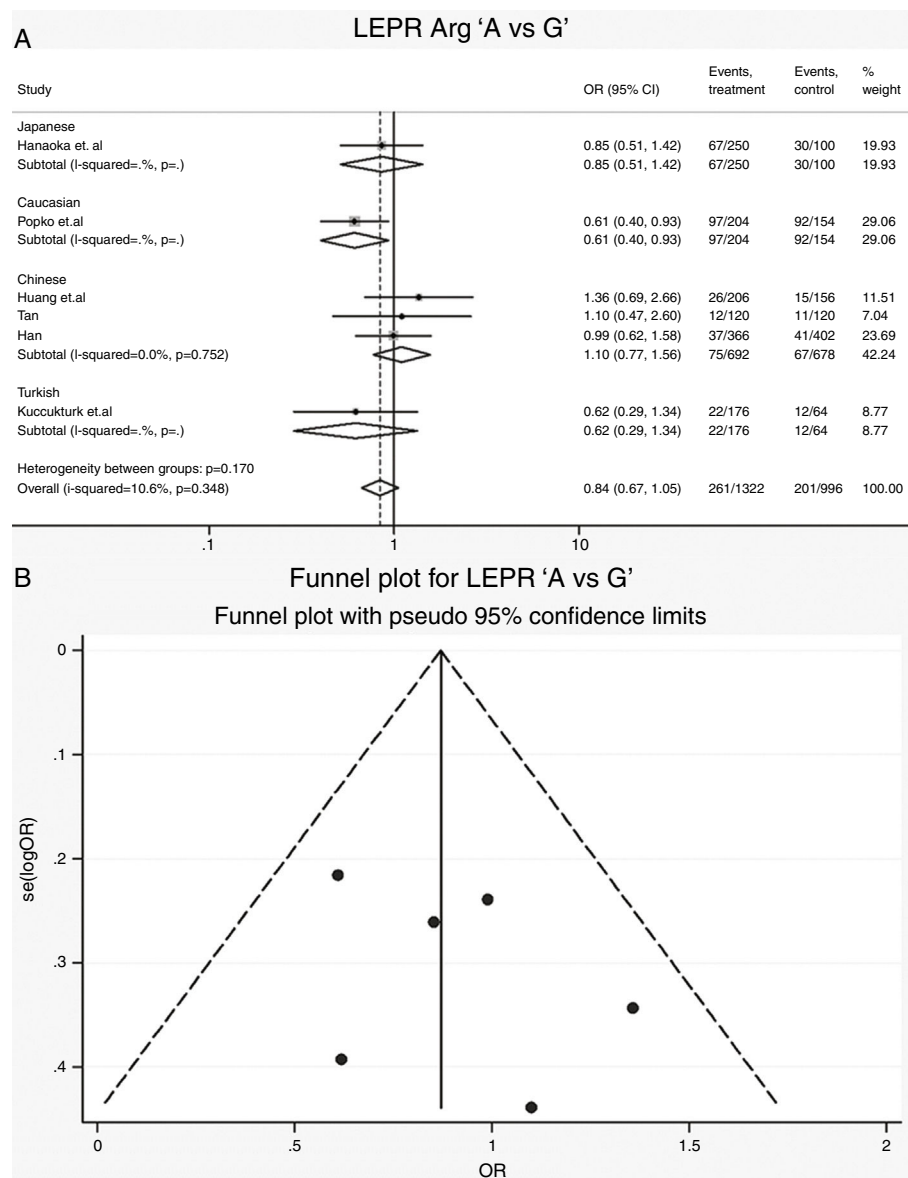 A
LEPR Arg ‘A vs G’
Study OR (95% CI) Events, treatment Events, control % weight
Japanese
Hanaoka et. al 0.85 (0.51, 1.42) 67/250 30/100 19.93
Subtotal (I-squared=.%, p=.) 0.85 (0.51, 1.42) 67/250 30/100 19.93
Caucasian
Popko et.al 0.61 (0.40, 0.93) 97/204 92/154 29.06
Subtotal (I-squared=.%, p=.) 0.61 (0.40, 0.93) 97/204 92/154 29.06
Chinese
Huang et.al 1.36 (0.69, 2.66) 26/206 15/156 11.51
Tan 1.10 (0.47, 2.60) 12/120 11/120 7.04
Han 0.99 (0.62, 1.58) 37/366 41/402 23.69
Subtotal (I-squared=0.0%, p=0.752) 1.10 (0.77, 1.56) 75/692 67/678 42.24
Turkish
Kuccukturk et.al 0.62 (0.29, 1.34) 22/176 12/64 8.77
Subtotal (I-squared=.%, p=.) 0.62 (0.29, 1.34) 22/176 12/64 8.77
Heterogeneity between groups: p=0.170
Overall (i-squared=10.6%, p=0.348) 0.84 (0.67, 1.05) 261/1322 201/996 100.00
.1 1 10
B
Funnel plot for LEPR ‘A vs G’
Funnel plot with pseudo 95% confidence limits
se(logOR)
0
.1
.2
.3
.4
0 .5 1 1.5 2
OR